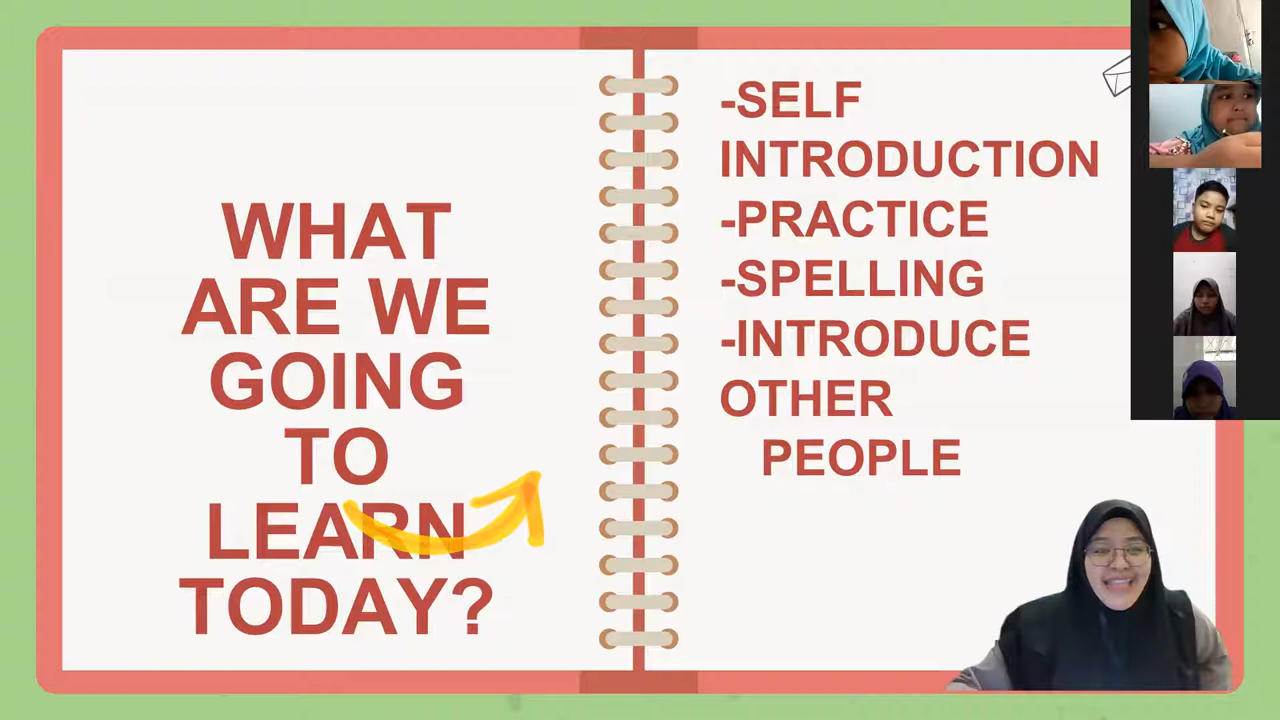 WHAT
ARE WE
GOING
TO
LEARN
TODAY?
-SELF
INTRODUCTION
-PRACTICE
-SPELLING
-INTRODUCE
OTHER
PEOPLE